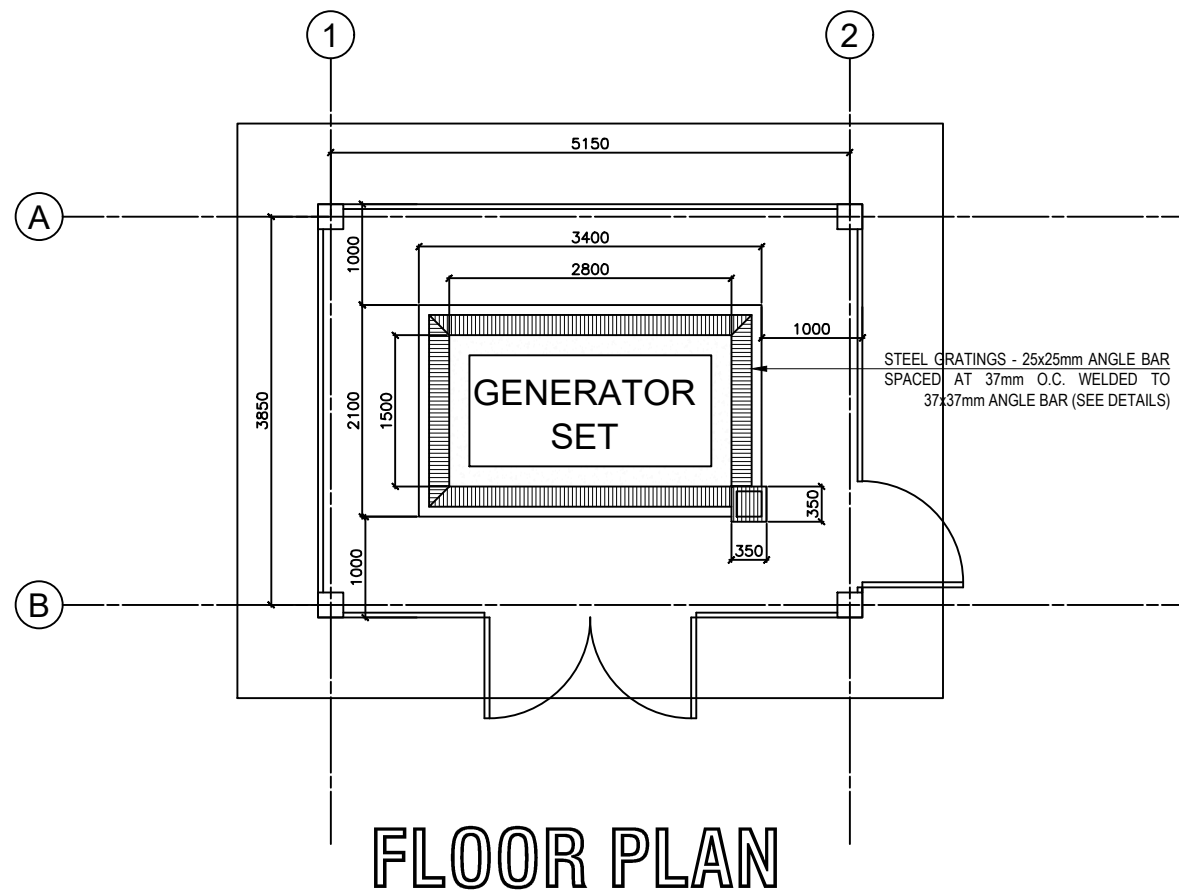 1
2
5150
A
3400
1000
2800
1000
STEEL GRATINGS - 25x25mm ANGLE BAR
SPACED AT 37mm O.C. WELDED TO
37x37mm ANGLE BAR (SEE DETAILS)
3850
2100
1500
GENERATOR
SET
350
350
1000
B
FLOOR PLAN